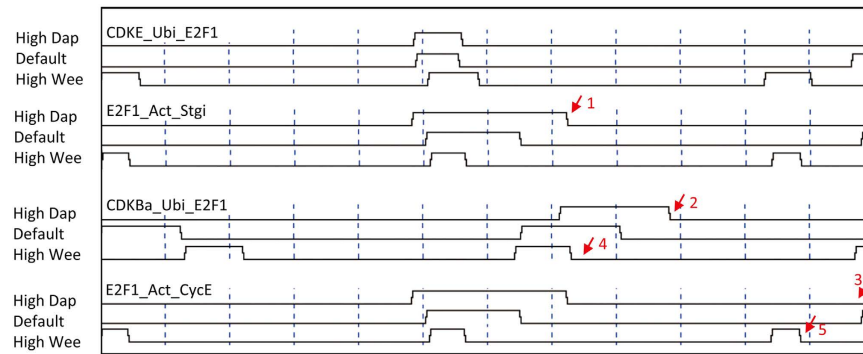 CDKE_Ubi_E2F1
High Dap
Default
High Wee
E2F1_Act_Stgi
High Dap
1
Default
High Wee
CDKBa_Ubi_E2F1
High Dap
2
Default
High Wee
4
E2F1_Act_CycE
3
High Dap
Default
High Wee
5